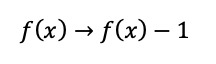 f(x) → f(x) − 1